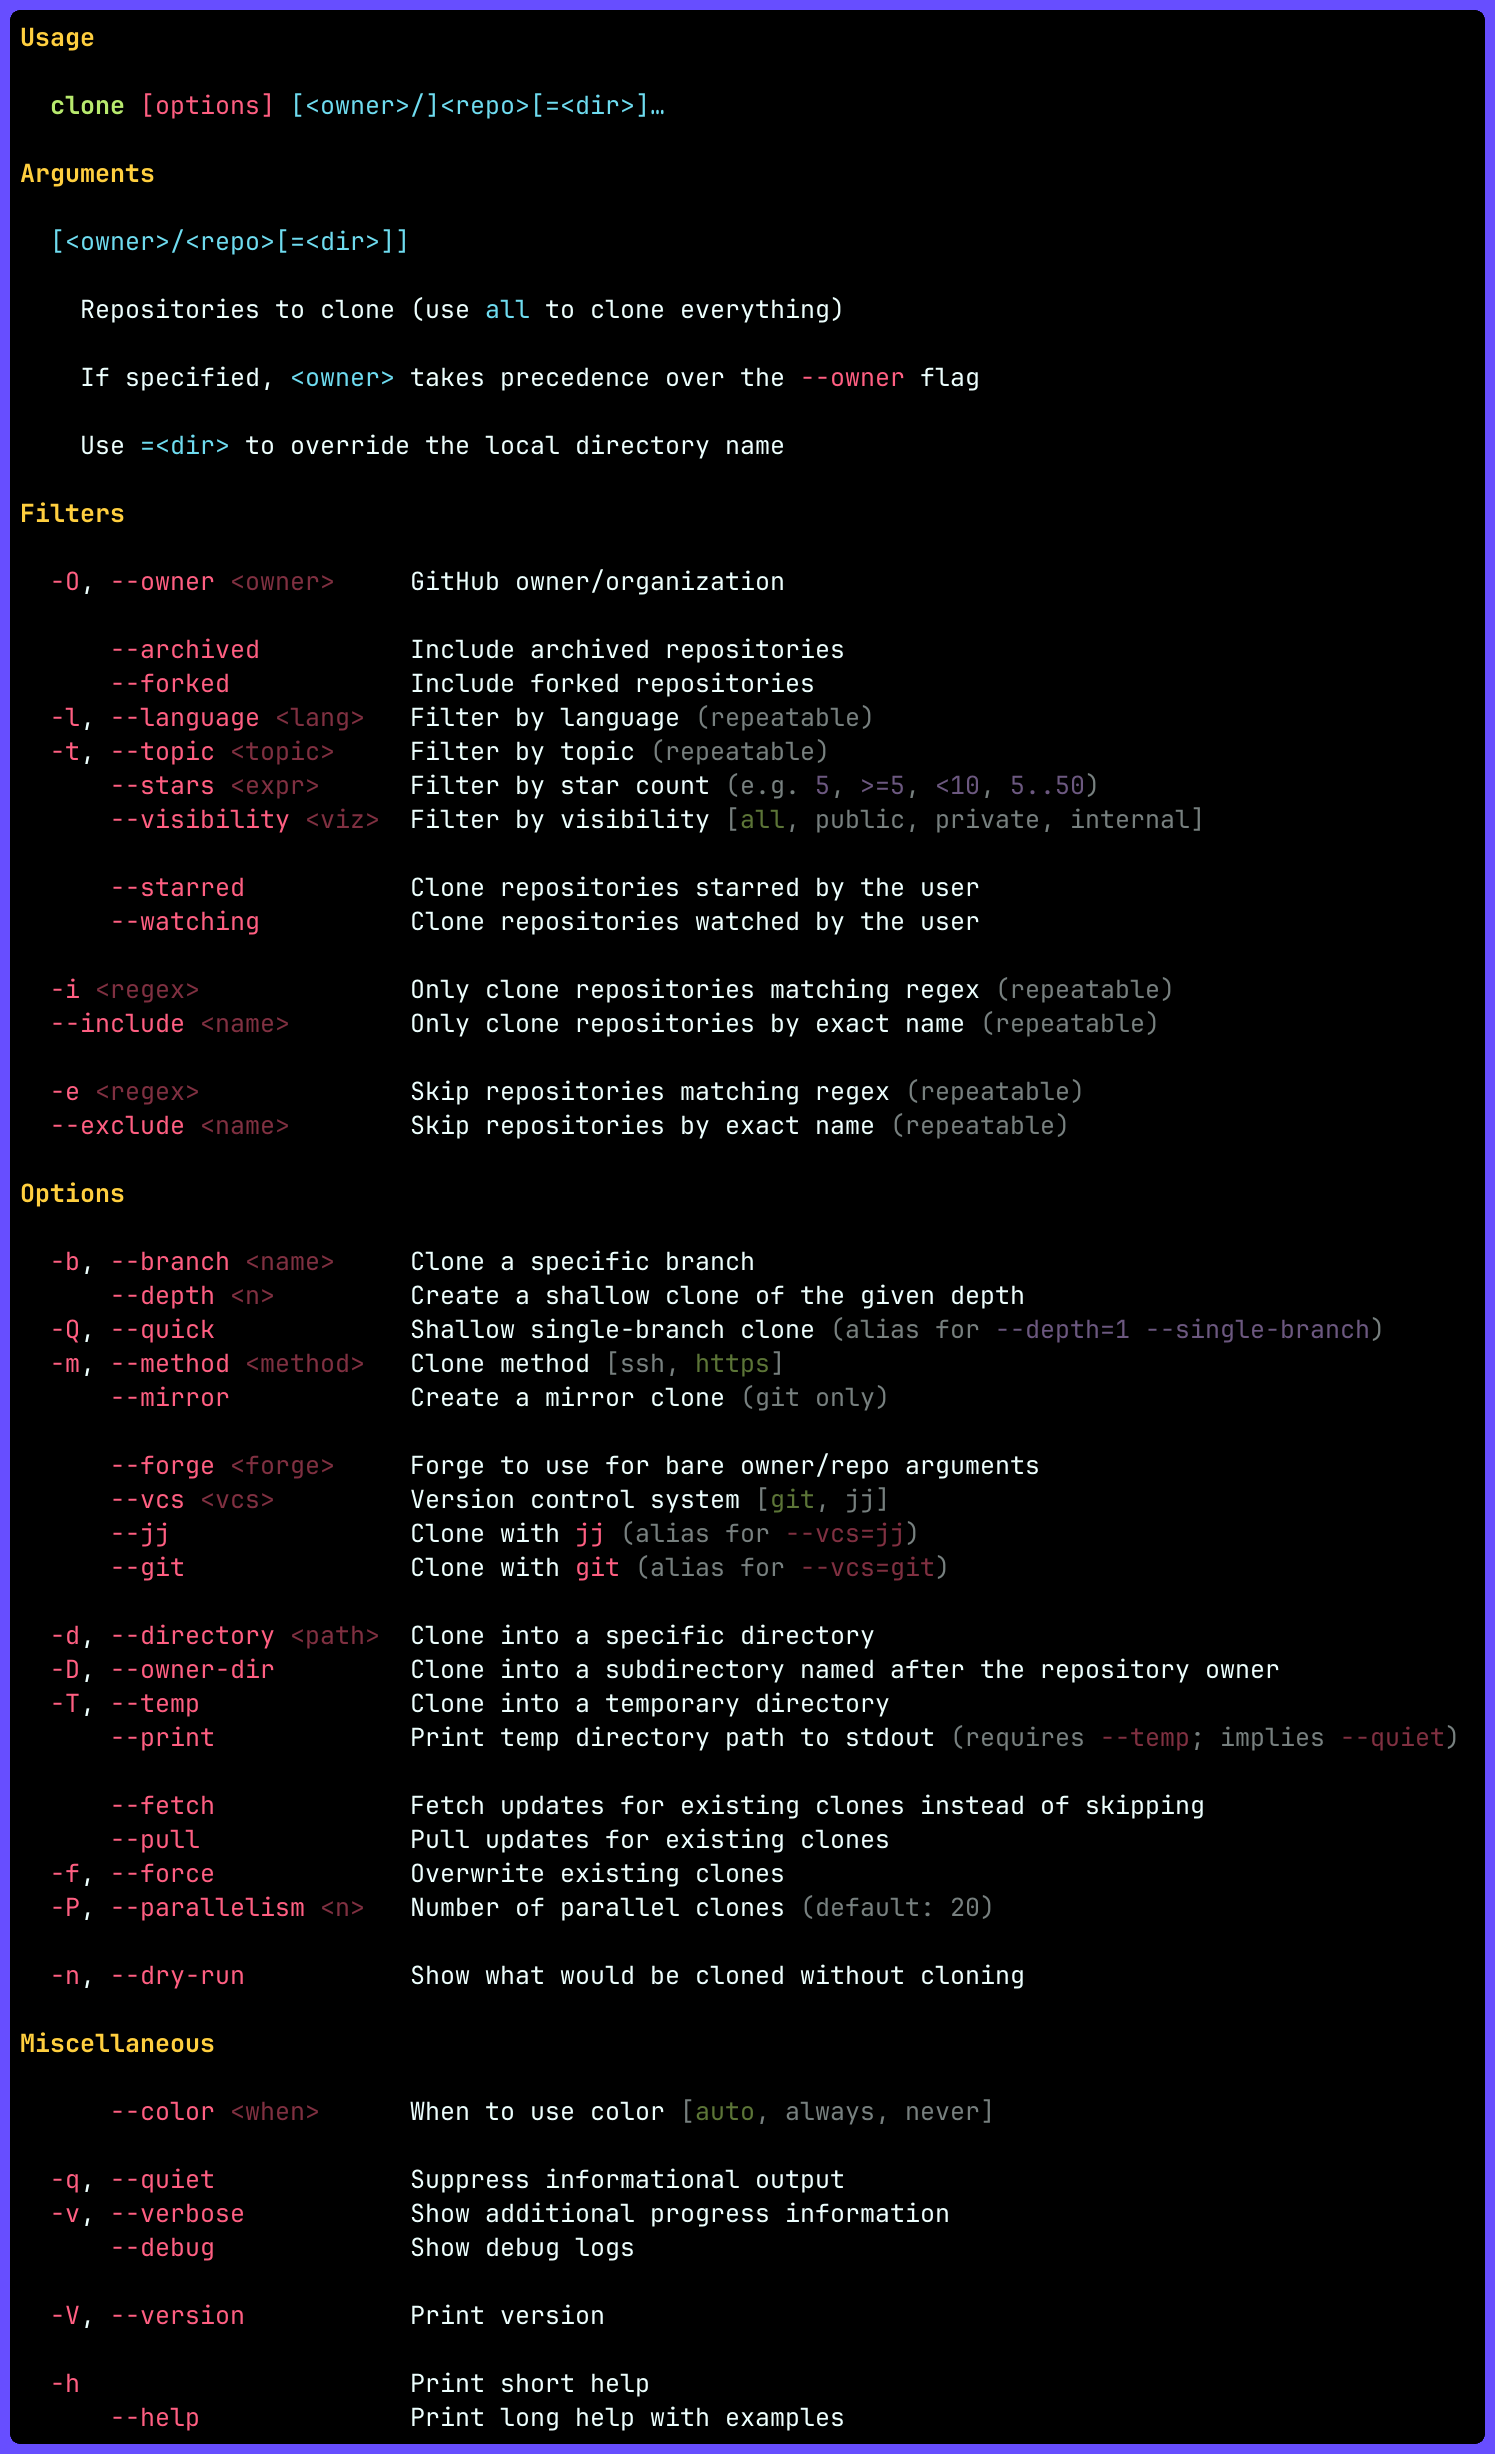 Usage
clone [options] [<owner>/]<repo>[=<dir>]…
Arguments
[<owner>/<repo>[=<dir>]]
Repositories to clone (use all to clone everything)
If specified, <owner> takes precedence over the --owner flag
Use =<dir> to override the local directory name
Filters
-O, --owner <owner>     GitHub owner/organization
    --archived          Include archived repositories
    --forked            Include forked repositories
-l, --language <lang>   Filter by language (repeatable)
-t, --topic <topic>     Filter by topic (repeatable)
    --stars <expr>      Filter by star count (e.g. 5, >=5, <10, 5..50)
    --visibility <viz>  Filter by visibility [all, public, private, internal]
    --starred           Clone repositories starred by the user
    --watching          Clone repositories watched by the user
-i <regex>              Only clone repositories matching regex (repeatable)
--include <name>        Only clone repositories by exact name (repeatable)
-e <regex>              Skip repositories matching regex (repeatable)
--exclude <name>        Skip repositories by exact name (repeatable)
Options
-b, --branch <name>     Clone a specific branch
    --depth <n>         Create a shallow clone of the given depth
-Q, --quick             Shallow single-branch clone (alias for --depth=1 --single-branch)
-m, --method <method>   Clone method [ssh, https]
    --mirror            Create a mirror clone (git only)
    --forge <forge>     Forge to use for bare owner/repo arguments
    --vcs <vcs>         Version control system [git, jj]
    --jj                Clone with jj (alias for --vcs=jj)
    --git               Clone with git (alias for --vcs=git)
-d, --directory <path>  Clone into a specific directory
-D, --owner-dir         Clone into a subdirectory named after the repository owner
-T, --temp              Clone into a temporary directory
    --print             Print temp directory path to stdout (requires --temp; implies --quiet)
    --fetch             Fetch updates for existing clones instead of skipping
    --pull              Pull updates for existing clones
-f, --force             Overwrite existing clones
-P, --parallelism <n>   Number of parallel clones (default: 20)
-n, --dry-run           Show what would be cloned without cloning
Miscellaneous
    --color <when>      When to use color [auto, always, never]
-q, --quiet             Suppress informational output
-v, --verbose           Show additional progress information
    --debug             Show debug logs
-V, --version           Print version
-h                      Print short help
    --help              Print long help with examples